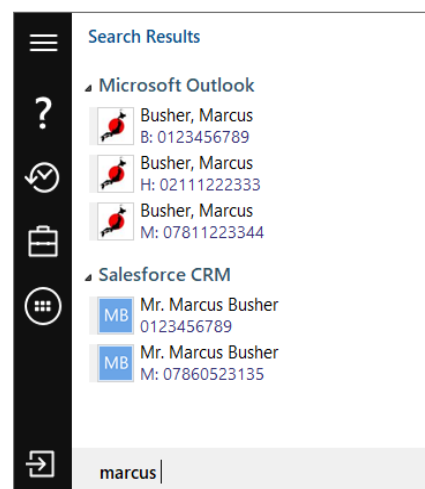 Search Results
Microsoft Outlook
Busher, Marcus
B: 0123456789
Busher, Marcus
H: 02111222333
Busher, Marcus
M: 07811223344
Salesforce CRM
MB
Mr. Marcus Busher
0123456789
MB
Mr. Marcus Busher
M: 07860523135
marcus